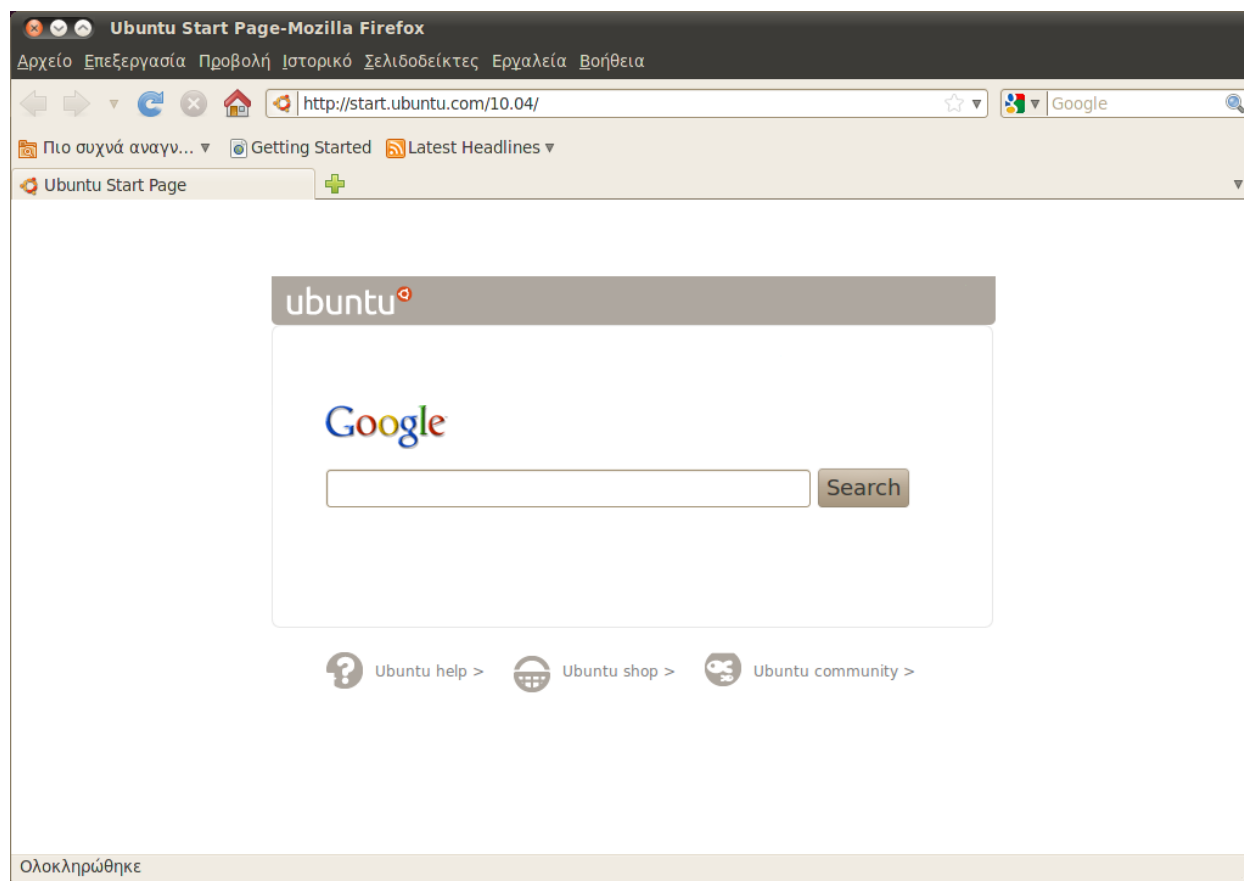 Ubuntu Start Page-Mozilla Firefox
Αρχείο Επεξεργασία Προβολή Ιστορικό Σελιδοδείκτες Εργαλεία Βοήθεια
http://start.ubuntu.com/10.04/ Google
Πιο συχνά αναγν... Getting Started Latest Headlines
Ubuntu Start Page
ubuntu
Google
Search
Ubuntu help > Ubuntu shop > Ubuntu community >
Ολοκληρώθηκε